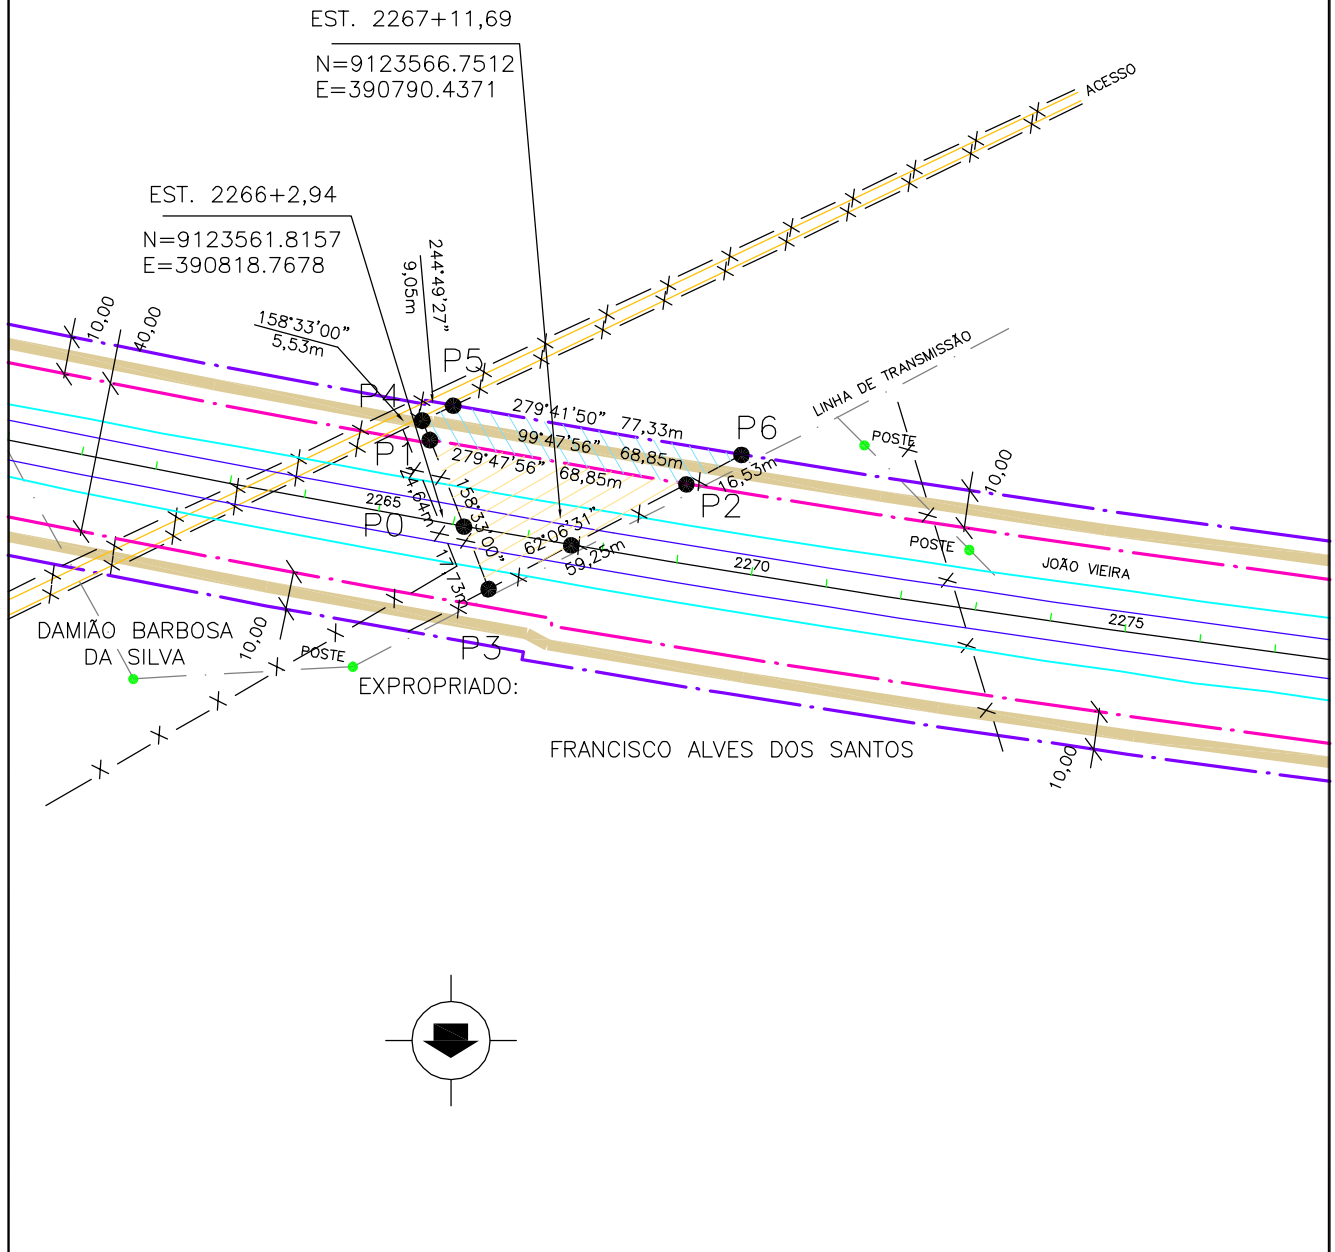 EST. 2267+11,69
N=9123566.7512
E=390790.4371
ACESSO
EST. 2266+2,94
N=9123561.8157
E=390818.7678
244°49'27"
9,05m
158°33'00"
5,53m
10,00
40,00
P5
P4
LINHA DE TRANSMISSÃO
279°41'50" 77,33m
P6
POSTE
99°47'56" 68,85m
P1
279°47'56" 68,85m
16,53m
10,00
P2
24,64m
158°33'00"
2265
P0
62°06'31"
59,25m
17,73m
POSTE
2270
JOÃO VIEIRA
2275
DAMIÃO BARBOSA
DA SILVA
10,00
POSTE
P3
EXPROPRIADO:
FRANCISCO ALVES DOS SANTOS
10,00